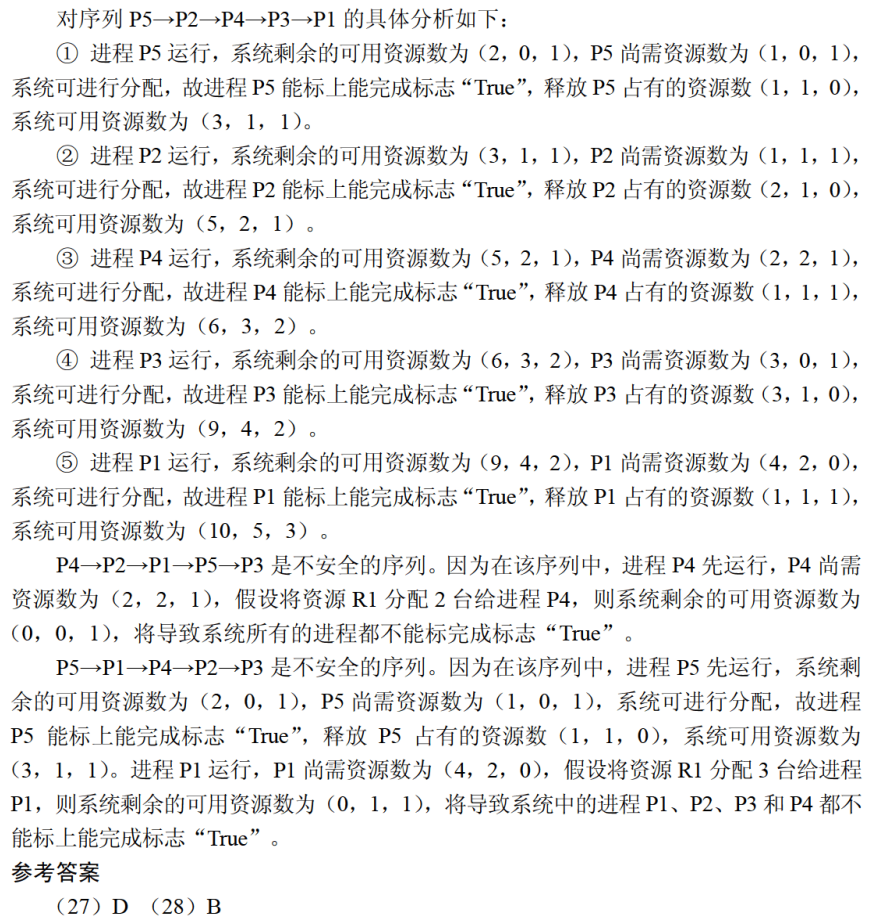 对序列 P5→P2→P4→P3→P1 的具体分析如下：
① 进程 P5 运行，系统剩余的可用资源数为（2，0，1），P5 尚需资源数为（1，0，1），
系统可进行分配，故进程 P5 能标上能完成标志“True”，释放 P5 占有的资源数（1，1，0），
系统可用资源数为（3，1，1）。
② 进程 P2 运行，系统剩余的可用资源数为（3，1，1），P2 尚需资源数为（1，1，1），
系统可进行分配，故进程 P2 能标上能完成标志“True”，释放 P2 占有的资源数（2，1，0），
系统可用资源数为（5，2，1）。
③ 进程 P4 运行，系统剩余的可用资源数为（5，2，1），P4 尚需资源数为（2，2，1），
系统可进行分配，故进程 P4 能标上能完成标志“True”，释放 P4 占有的资源数（1，1，1），
系统可用资源数为（6，3，2）。
④ 进程 P3 运行，系统剩余的可用资源数为（6，3，2），P3 尚需资源数为（3，0，1），
系统可进行分配，故进程 P3 能标上能完成标志“True”，释放 P3 占有的资源数（3，1，0），
系统可用资源数为（9，4，2）。
⑤ 进程 P1 运行，系统剩余的可用资源数为（9，4，2），P1 尚需资源数为（4，2，0），
系统可进行分配，故进程 P1 能标上能完成标志“True”，释放 P1 占有的资源数（1，1，1），
系统可用资源数为（10，5，3）。
P4→P2→P1→P5→P3 是不安全的序列。因为在该序列中，进程 P4 先运行，P4 尚需
资源数为（2，2，1），假设将资源 R1 分配 2 台给进程 P4，则系统剩余的可用资源数为
（0，0，1），将导致系统所有的进程都不能标完成标志“True”。
P5→P1→P4→P2→P3 是不安全的序列。因为在该序列中，进程 P5 先运行，系统剩
余的可用资源数为（2，0，1），P5 尚需资源数为（1，0，1），系统可进行分配，故进程
P5 能标上能完成标志“True”，释放 P5 占有的资源数（1，1，0），系统可用资源数为
（3，1，1）。进程 P1 运行，P1 尚需资源数为（4，2，0），假设将资源 R1 分配 3 台给进程
P1，则系统剩余的可用资源数为（0，1，1），将导致系统中的进程 P1、P2、P3 和 P4 都不
能标上能完成标志“True”。
参考答案
（27）D （28）B